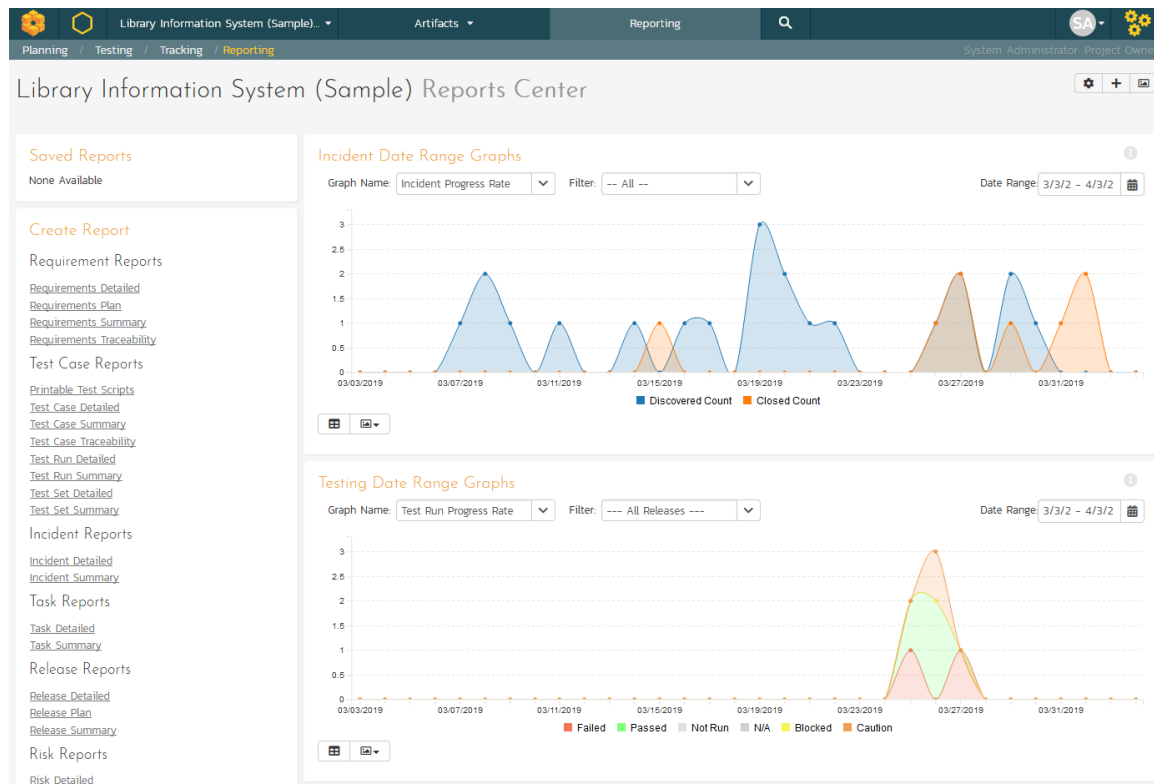 Library Information System (Sample)... Artifacts Reporting SA
Planning / Testing / Tracking / Reporting System Administrator: Project Owne
Library Information System (Sample) Reports Center
Saved Reports
None Available
Create Report
Requirement Reports
Requirements Detailed
Requirements Plan
Requirements Summary
Requirements Traceability
Test Case Reports
Printable Test Scripts
Test Case Detailed
Test Case Summary
Test Case Traceability
Test Run Detailed
Test Run Summary
Test Set Detailed
Test Set Summary
Incident Reports
Incident Detailed
Incident Summary
Task Reports
Task Detailed
Task Summary
Release Reports
Release Detailed
Release Plan
Release Summary
Risk Reports
Risk Detailed
Incident Date Range Graphs
Graph Name: Incident Progress Rate Filter: -- All -- Date Range: 3/3/2 - 4/3/2
3
2.5
2
1.5
1
0.5
0
03/03/2019 03/07/2019 03/11/2019 03/15/2019 03/19/2019 03/23/2019 03/27/2019 03/31/2019
Discovered Count Closed Count
Testing Date Range Graphs
Graph Name: Test Run Progress Rate Filter: --- All Releases --- Date Range: 3/3/2 - 4/3/2
3
2.5
2
1.5
1
0.5
0
03/03/2019 03/07/2019 03/11/2019 03/15/2019 03/19/2019 03/23/2019 03/27/2019 03/31/2019
Failed Passed Not Run N/A Blocked Caution